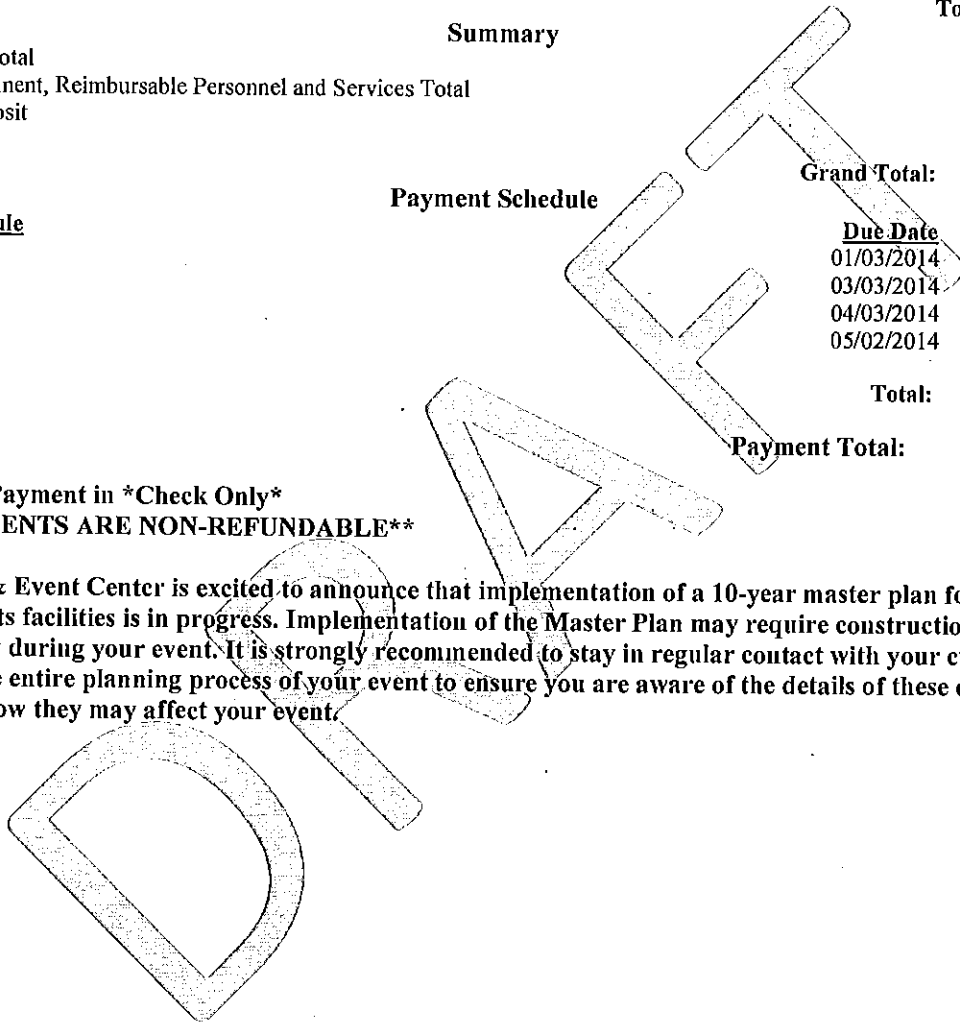 To
Summary
otal
nent, Reimbursable Personnel and Services Total
osit
Grand Total:
Payment Schedule
ule
Due Date
01/03/2014
03/03/2014
04/03/2014
05/02/2014
Total:
Payment Total:
Payment in *Check Only*
ENTS ARE NON-REFUNDABLE**
& Event Center is excited to announce that implementation of a 10-year master plan fo
ts facilities is in progress. Implementation of the Master Plan may require constructio
during your event. It is strongly recommended to stay in regular contact with your c
e entire planning process of your event to ensure you are aware of the details of these
ow they may affect your event.
DRAFT